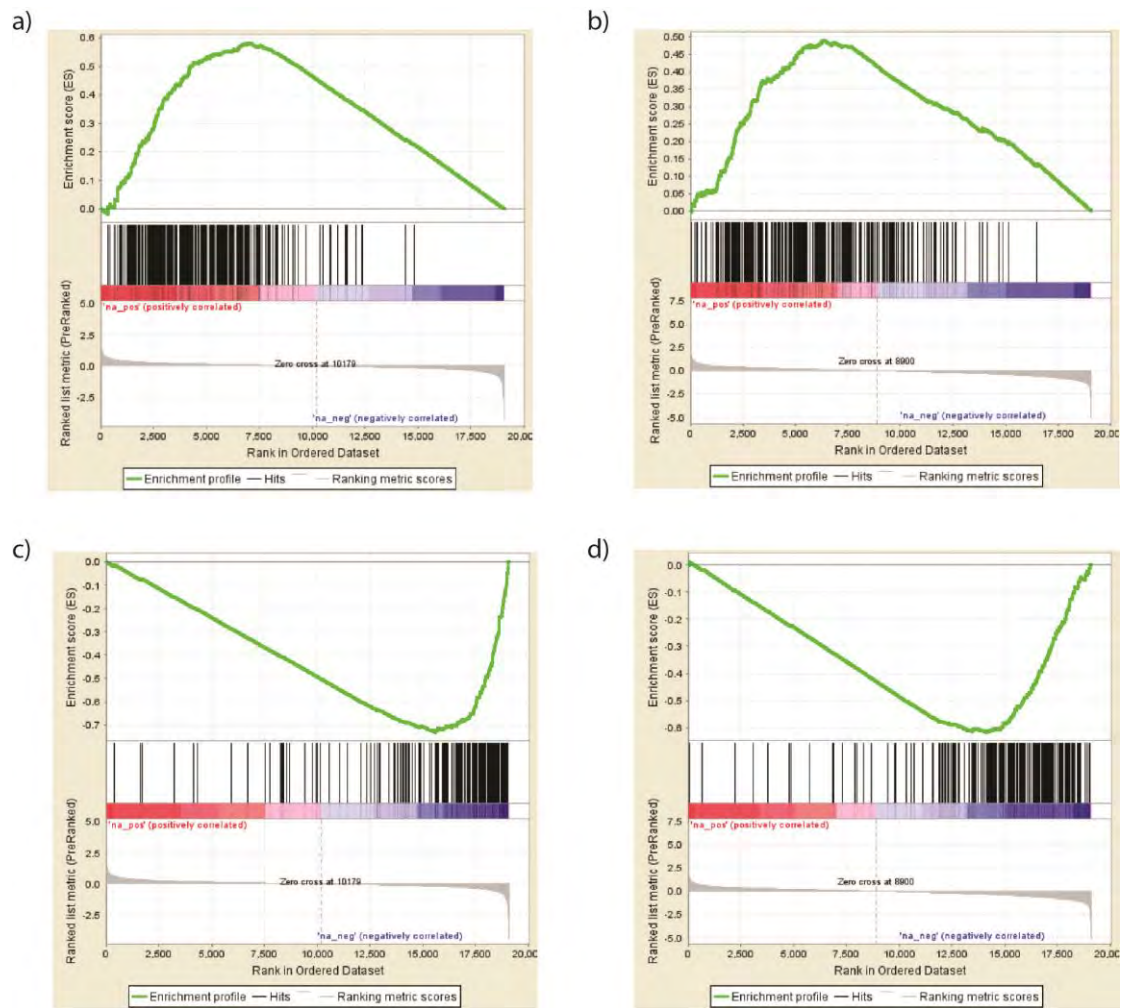 a)
Enrichment score (ES)
0.6
0.5
0.4
0.3
0.2
0.1
0.0
'na_pos' (positively correlated)
Ranked list metric (PreRanked)
5.0
2.5
0.0
-2.5
Zero cross at 10179
'na_neg' (negatively correlated)
0 2,500 5,000 7,500 10,000 12,500 15,000 17,500 20,00
Rank in Ordered Dataset
Enrichment profile Hits Ranking metric scores
b)
Enrichment score (ES)
0.50
0.45
0.40
0.35
0.30
0.25
0.20
0.15
0.10
0.05
0.00
'na_pos' (positively correlated)
Ranked list metric (PreRanked)
7.5
5.0
2.5
0.0
-2.5
-5.0
Zero cross at 8900
'na_neg' (negatively correlated)
0 2,500 5,000 7,500 10,000 12,500 15,000 17,500 20,00
Rank in Ordered Dataset
Enrichment profile Hits Ranking metric scores
c)
Enrichment score (ES)
0.0
-0.1
-0.2
-0.3
-0.4
-0.5
-0.6
-0.7
'na_pos' (positively correlated)
Ranked list metric (PreRanked)
5.0
2.5
0.0
-2.5
Zero cross at 10179
'na_neg' (negatively correlated)
0 2,500 5,000 7,500 10,000 12,500 15,000 17,500 20,00
Rank in Ordered Dataset
Enrichment profile Hits Ranking metric scores
d)
Enrichment score (ES)
0.0
-0.1
-0.2
-0.3
-0.4
-0.5
-0.6
'na_pos' (positively correlated)
Ranked list metric (PreRanked)
7.5
5.0
2.5
0.0
-2.5
-5.0
Zero cross at 8900
'na_neg' (negatively correlated)
0 2,500 5,000 7,500 10,000 12,500 15,000 17,500 20,00
Rank in Ordered Dataset
Enrichment profile Hits Ranking metric scores